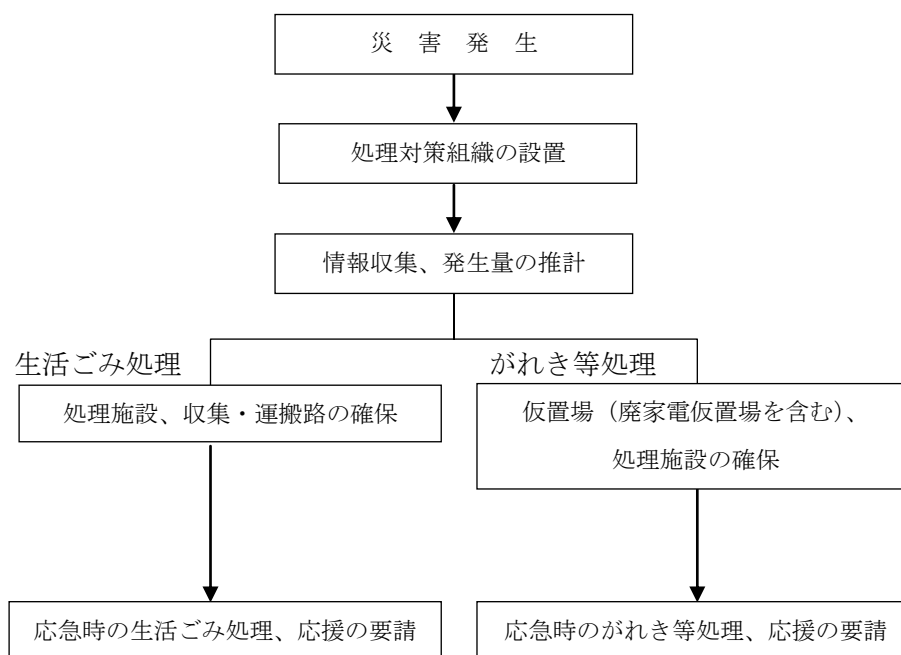 災 害 発 生
処理対策組織の設置
情報収集、発生量の推計
生活ごみ処理
処理施設、収集・運搬路の確保
応急時の生活ごみ処理、応援の要請
がれき等処理
仮置場（廃家電仮置場を含む）、
処理施設の確保
応急時のがれき等処理、応援の要請